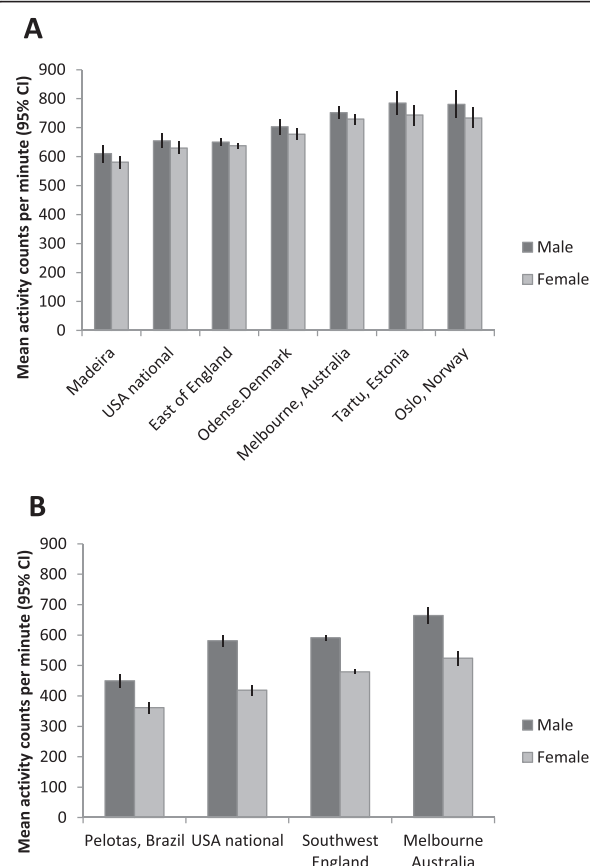 A
Mean activity counts per minute (95% CI)
900
800
700
600
500
400
300
200
100
0
Madeira
USA national
East of England
Odense.Denmark
Melbourne, Australia
Tartu, Estonia
Oslo, Norway
Male
Female
B
Mean activity counts per minute (95% CI)
900
800
700
600
500
400
300
200
100
0
Pelotas, Brazil USA national Southwest Melbourne
England Australia
Male
Female